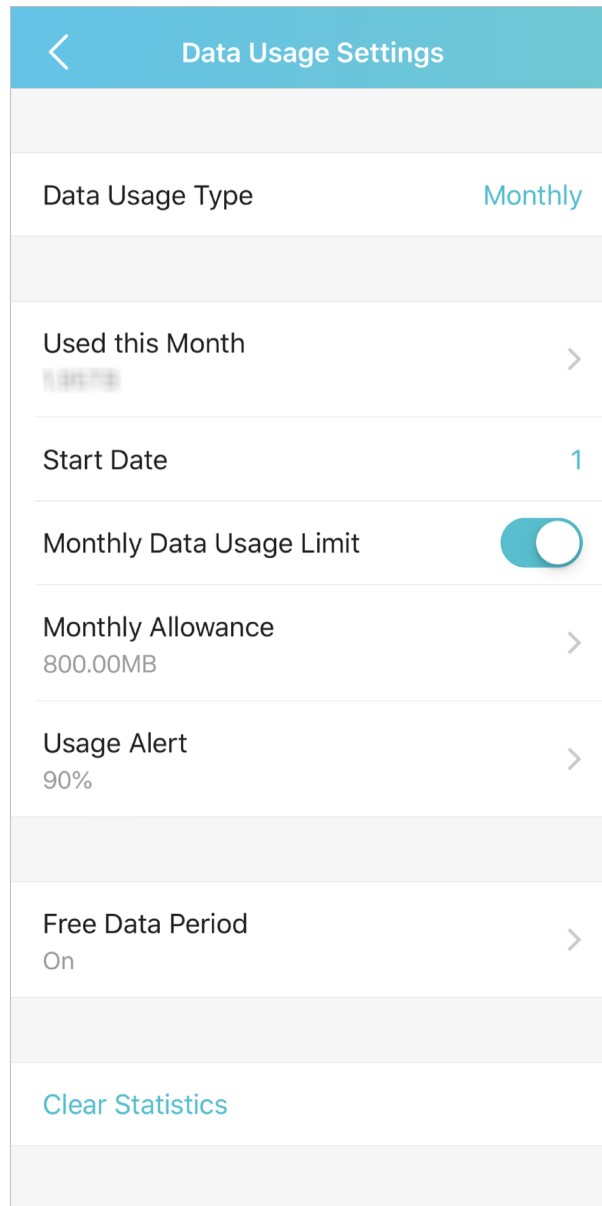 Data Usage Settings
Data Usage Type Monthly
Used this Month
Start Date 1
Monthly Data Usage Limit
Monthly Allowance
800.00MB
Usage Alert
90%
Free Data Period
On
Clear Statistics